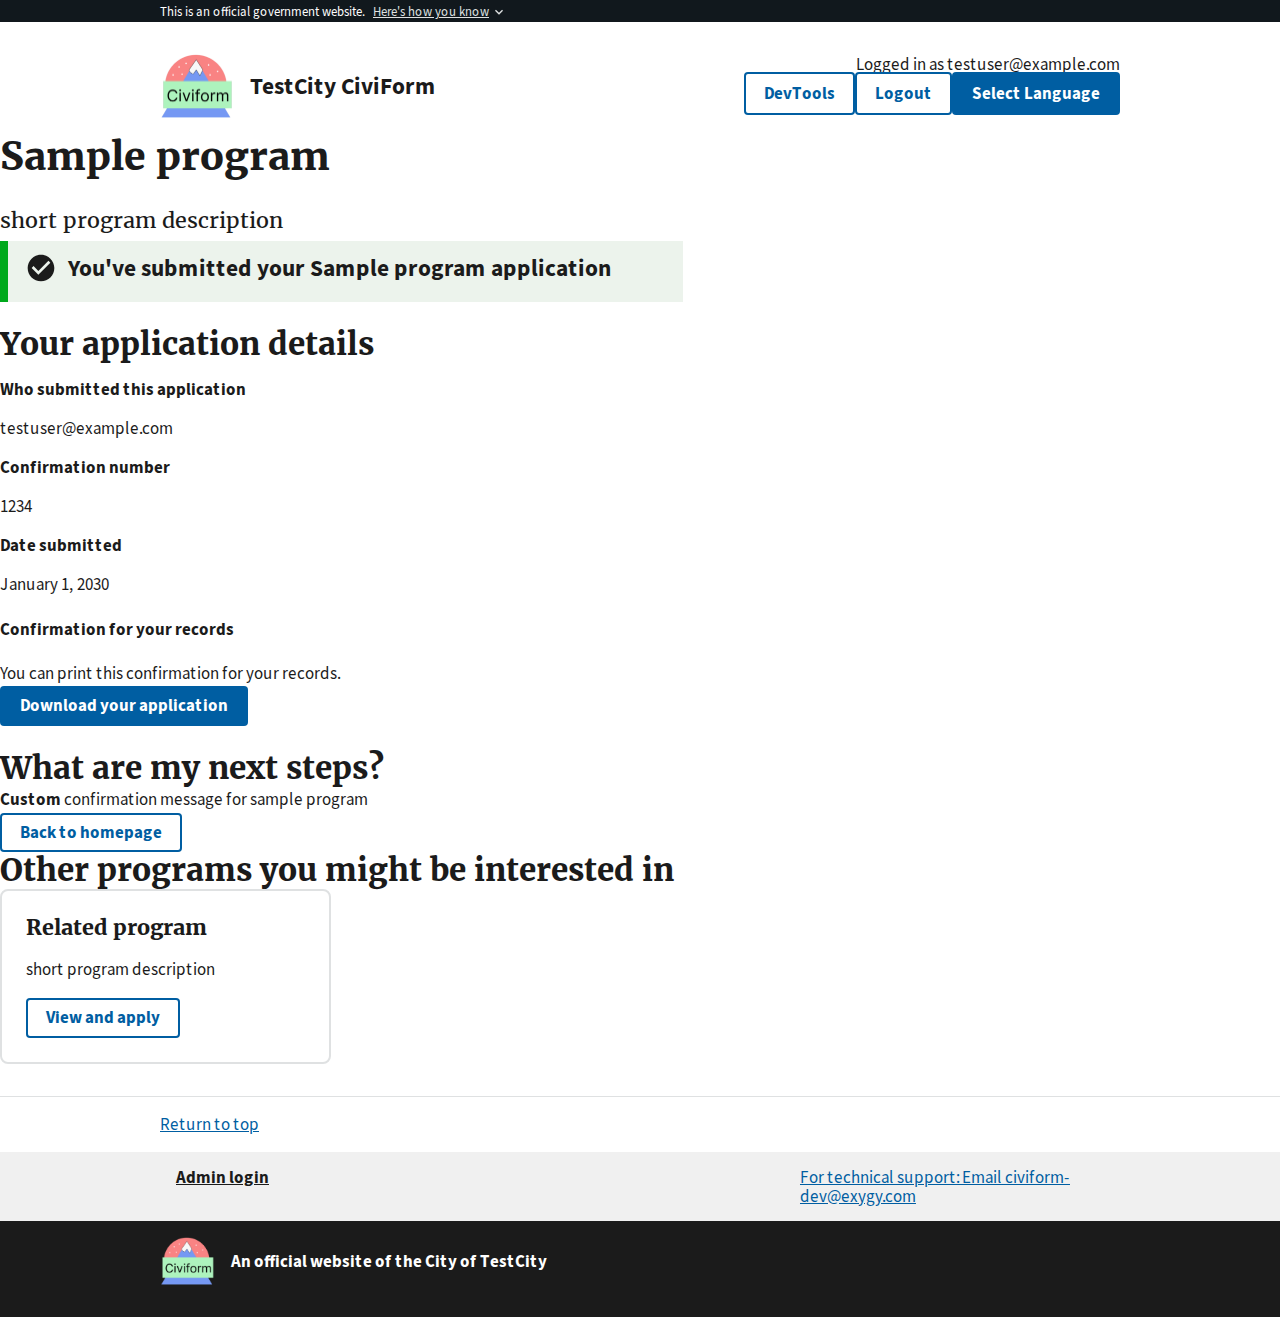 This is an official government website. Here's how you know
Civiform
TestCity CiviForm
Logged in as testuser@example.com
DevTools
Logout
Select Language
Sample program
short program description
You've submitted your Sample program application
Your application details
Who submitted this application
testuser@example.com
Confirmation number
1234
Date submitted
January 1, 2030
Confirmation for your records
You can print this confirmation for your records.
Download your application
What are my next steps?
Custom confirmation message for sample program
Back to homepage
Other programs you might be interested in
Related program
short program description
View and apply
Return to top
Admin login
For technical support: Email civiform-
dev@exygy.com
Civiform
An official website of the City of TestCity